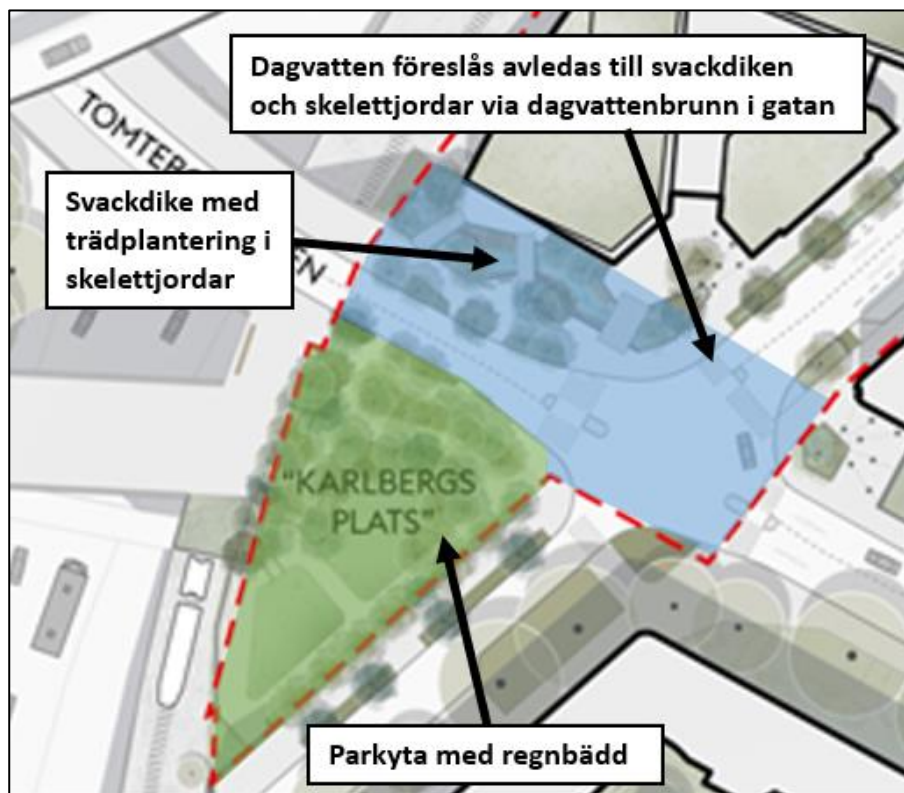 Dagvatten föreslås avledas till svackdiken
och skelettjordar via dagvattenbrunn i gatan
Svackdike med
trädplantering i
skelettjordar
"KARLBERGS
PLATS"
Parkyta med regnbädd